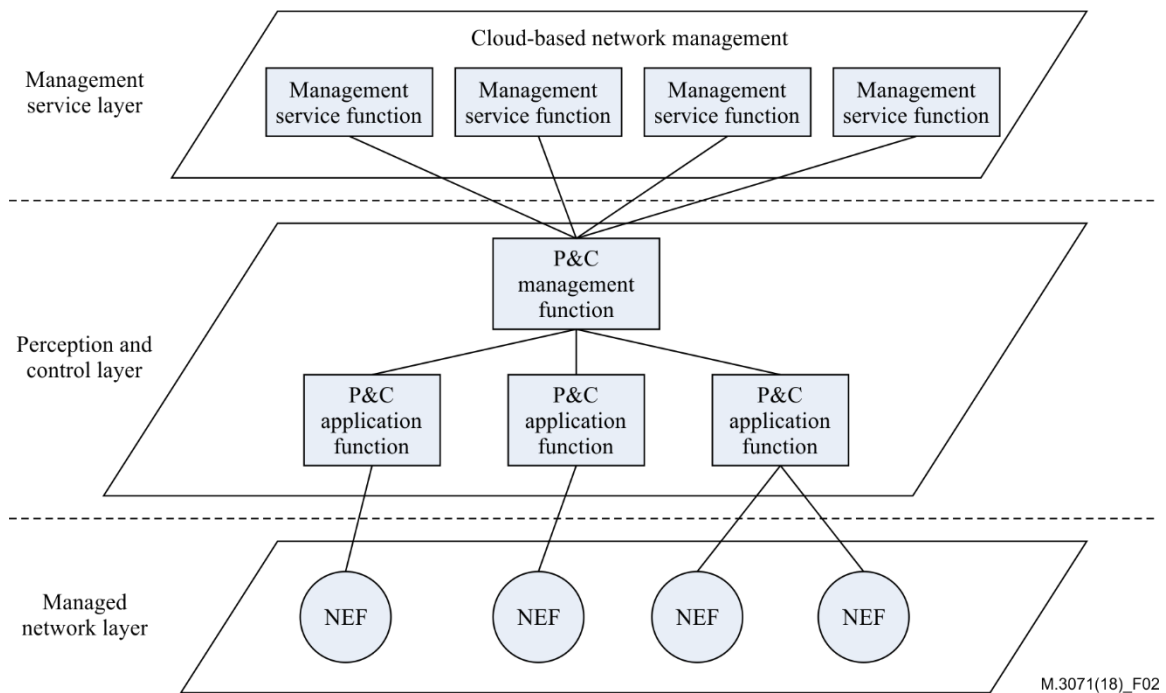 Cloud-based network management
Management
service layer
Management
service function
Management
service function
Management
service function
Management
service function
Perception and
control layer
P&C
management
function
P&C
application
function
P&C
application
function
P&C
application
function
Managed
network layer
NEF
NEF
NEF
NEF
M.3071(18)_F02